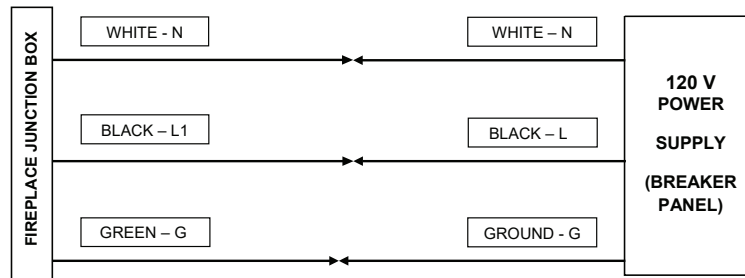 FIREPLACE JUNCTION BOX
WHITE - N
WHITE – N
BLACK – L1
BLACK – L
GREEN – G
GROUND - G
120 V
POWER
SUPPLY
(BREAKER
PANEL)